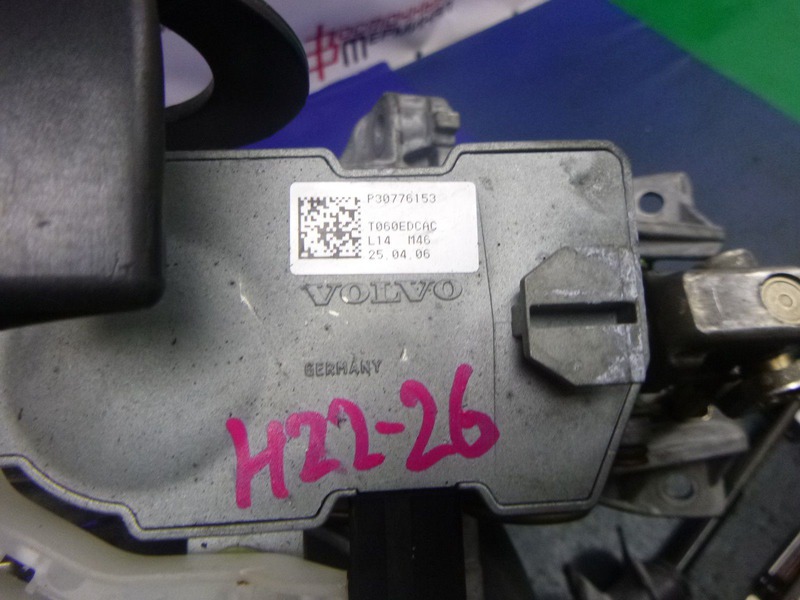 P30776153
T060EDCAC
L14 M46
25.04.06
VOLVO
GERMANY
H22-26